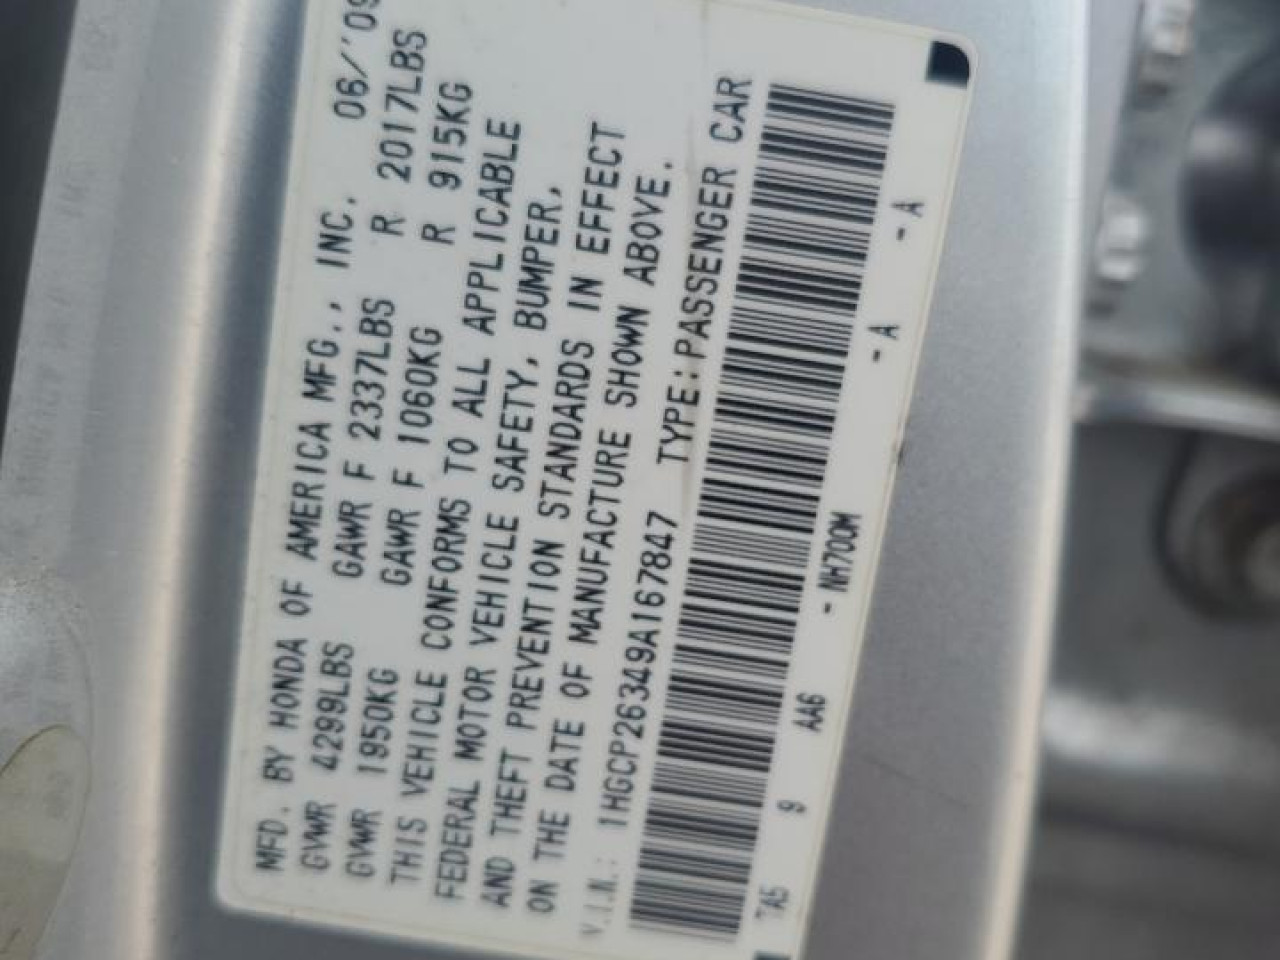 MFD. BY HONDA OF AMERICA MFG., INC. 06/'09
GVWR 4299LBS GAWR F 2337LBS R 2017LBS
GVWR 1950KG GAWR F 1060KG R 915KG
THIS VEHICLE CONFORMS TO ALL APPLICABLE
FEDERAL MOTOR VEHICLE SAFETY, BUMPER,
AND THEFT PREVENTION STANDARDS IN EFFECT
ON THE DATE OF MANUFACTURE SHOWN ABOVE.
V.I.N.: 1HGCP26349A167847 TYPE:PASSENGER CAR
TA5 9 AA6 - NH700M - A - A